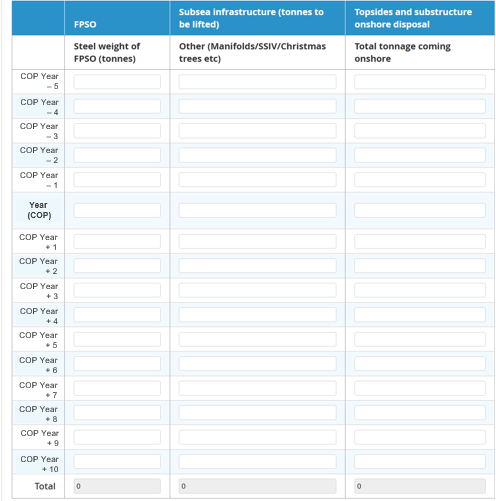 FPSO
Subsea infrastructure (tonnes to
be lifted)
Topsides and substructure
onshore disposal
Steel weight of
FPSO (tonnes)
Other (Manifolds/SSIV/Christmas
trees etc)
Total tonnage coming
onshore
COP Year
– 5
COP Year
– 4
COP Year
– 3
COP Year
– 2
COP Year
– 1
Year
(COP)
COP Year
+ 1
COP Year
+ 2
COP Year
+ 3
COP Year
+ 4
COP Year
+ 5
COP Year
+ 6
COP Year
+ 7
COP Year
+ 8
COP Year
+ 9
COP Year
+ 10
Total 0 0 0